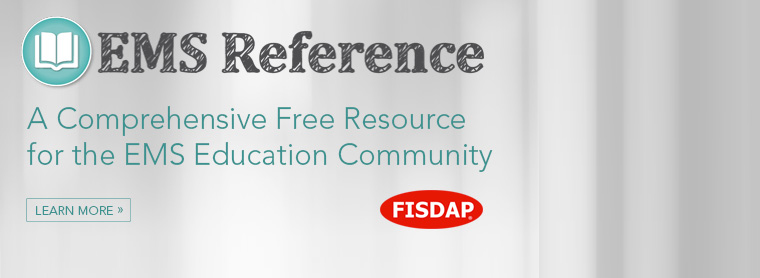 EMS Reference
A Comprehensive Free Resource
for the EMS Education Community
LEARN MORE »
FISDAP®